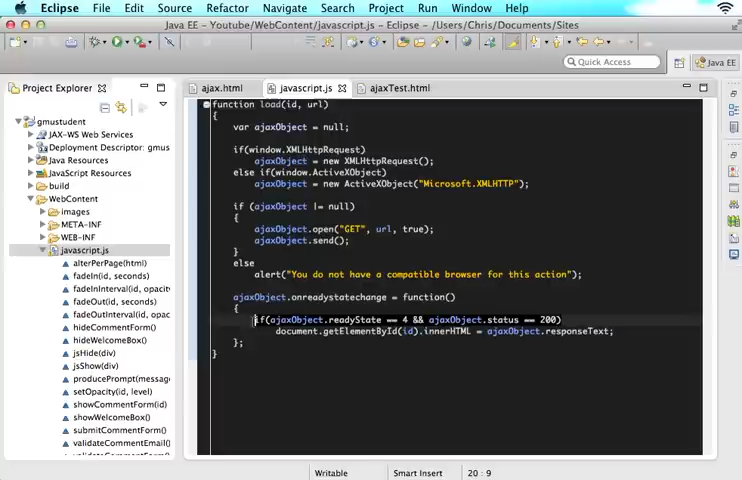 Eclipse File Edit Source Refactor Navigate Search Project Run Window Help
Java EE - Youtube/WebContent/javascript.js - Eclipse - /Users/Chris/Documents/Sites
Quick Access
Java EE
Project Explorer
ajax.html
javascript.js
ajaxTest.html
gmustudent
JAX-WS Web Services
Deployment Descriptor: gmus
Java Resources
JavaScript Resources
build
WebContent
images
META-INF
WEB-INF
javascript.js
alterPerPage(html)
fadeIn(id, seconds)
fadeInInterval(id, opacity
fadeOut(id, seconds)
fadeOutInterval(id, opacit
hideCommentForm()
hideWelcomeBox()
jsHide(div)
jsShow(div)
producePrompt(message,
setOpacity(id, level)
showCommentForm(id)
showWelcomeBox()
submitCommentForm()
validateCommentEmail()
function load(id, url)
{
var ajaxObject = null;
if(window.XMLHttpRequest)
ajaxObject = new XMLHttpRequest();
else if(window.ActiveXObject)
ajaxObject = new ActiveXObject("Microsoft.XMLHTTP");
if (ajaxObject != null)
{
ajaxObject.open("GET", url, true);
ajaxObject.send();
}
else
alert("You do not have a compatible browser for this action");
ajaxObject.onreadystatechange = function()
{
if(ajaxObject.readyState == 4 && ajaxObject.status == 200)
document.getElementById(id).innerHTML = ajaxObject.responseText;
};
}
Writable
Smart Insert
20 : 9